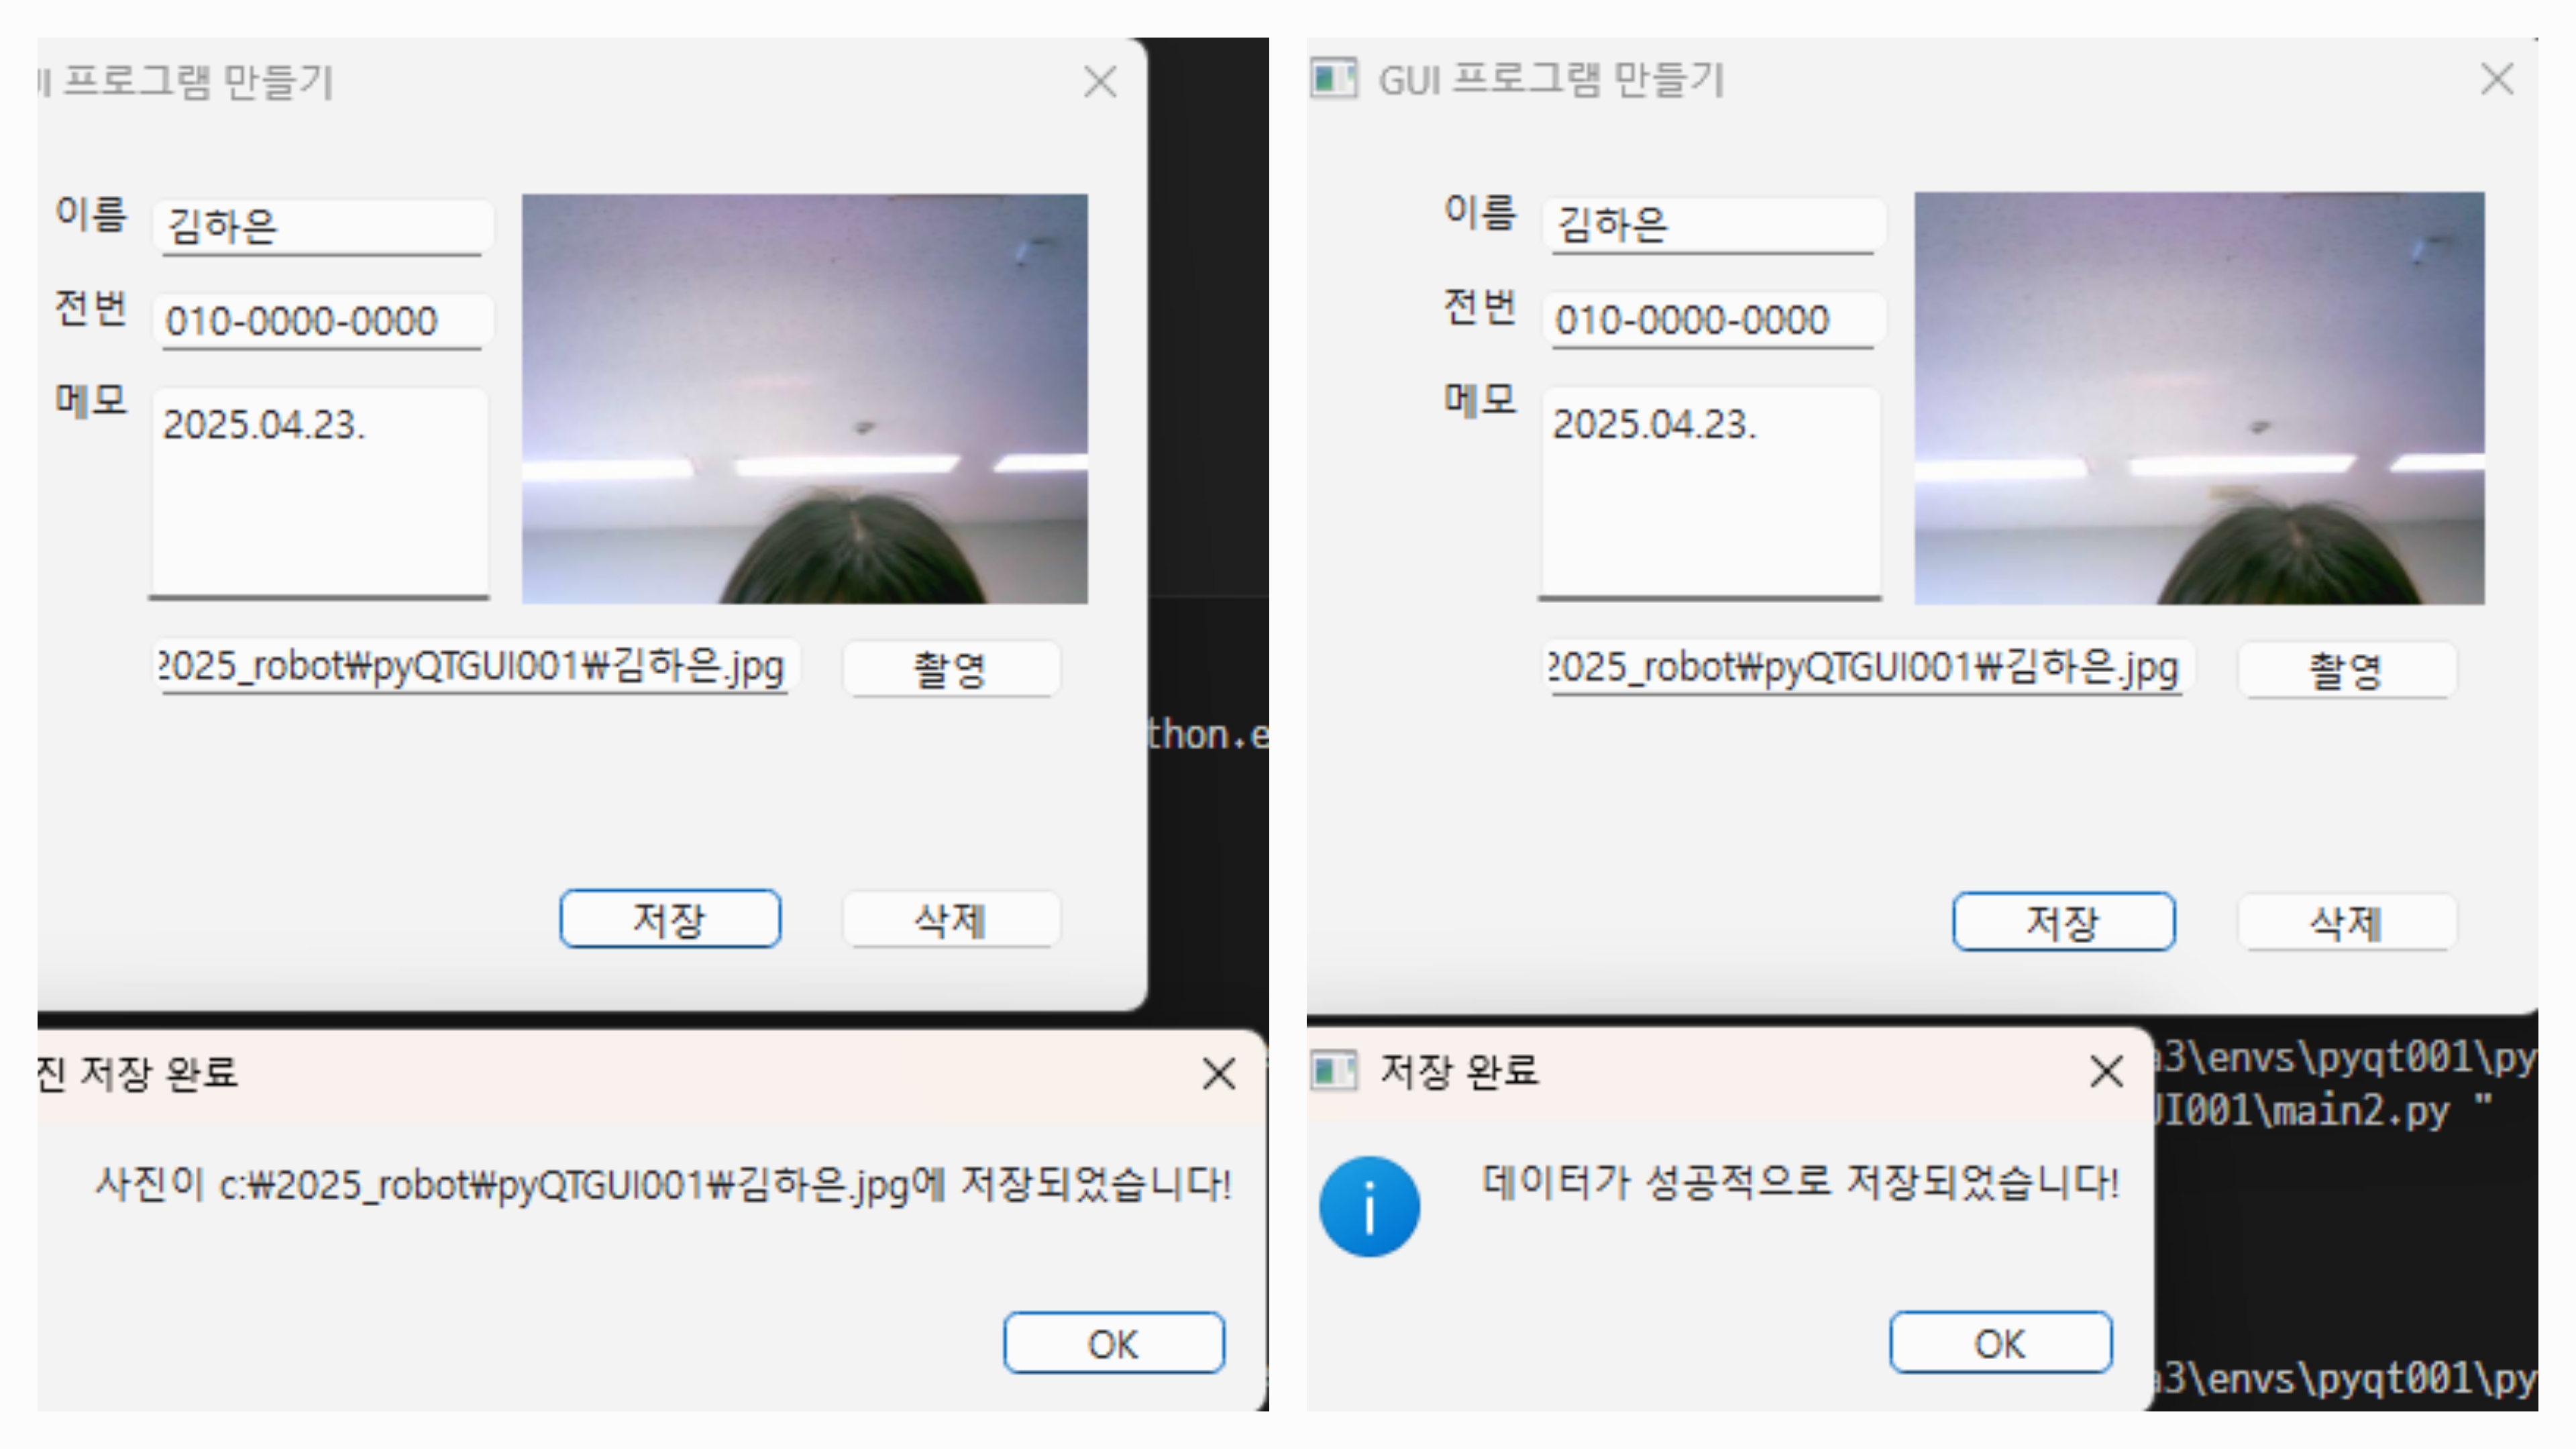 프로그램 만들기
이름
김하은
전번
010-0000-0000
메모
2025.04.23.
2025_robot₩pyQTGUI001₩김하은.jpg
촬영
thon.e
저장
삭제
진 저장 완료
사진이 c:₩2025_robot₩pyQTGUI001₩김하은.jpg에 저장되었습니다!
OK
GUI 프로그램 만들기
이름
김하은
전번
010-0000-0000
메모
2025.04.23.
2025_robot₩pyQTGUI001₩김하은.jpg
촬영
저장
삭제
저장 완료
a3\envs\pyqt001\py
UI001\main2.py "
데이터가 성공적으로 저장되었습니다!
OK
a3\envs\pyqt001\py